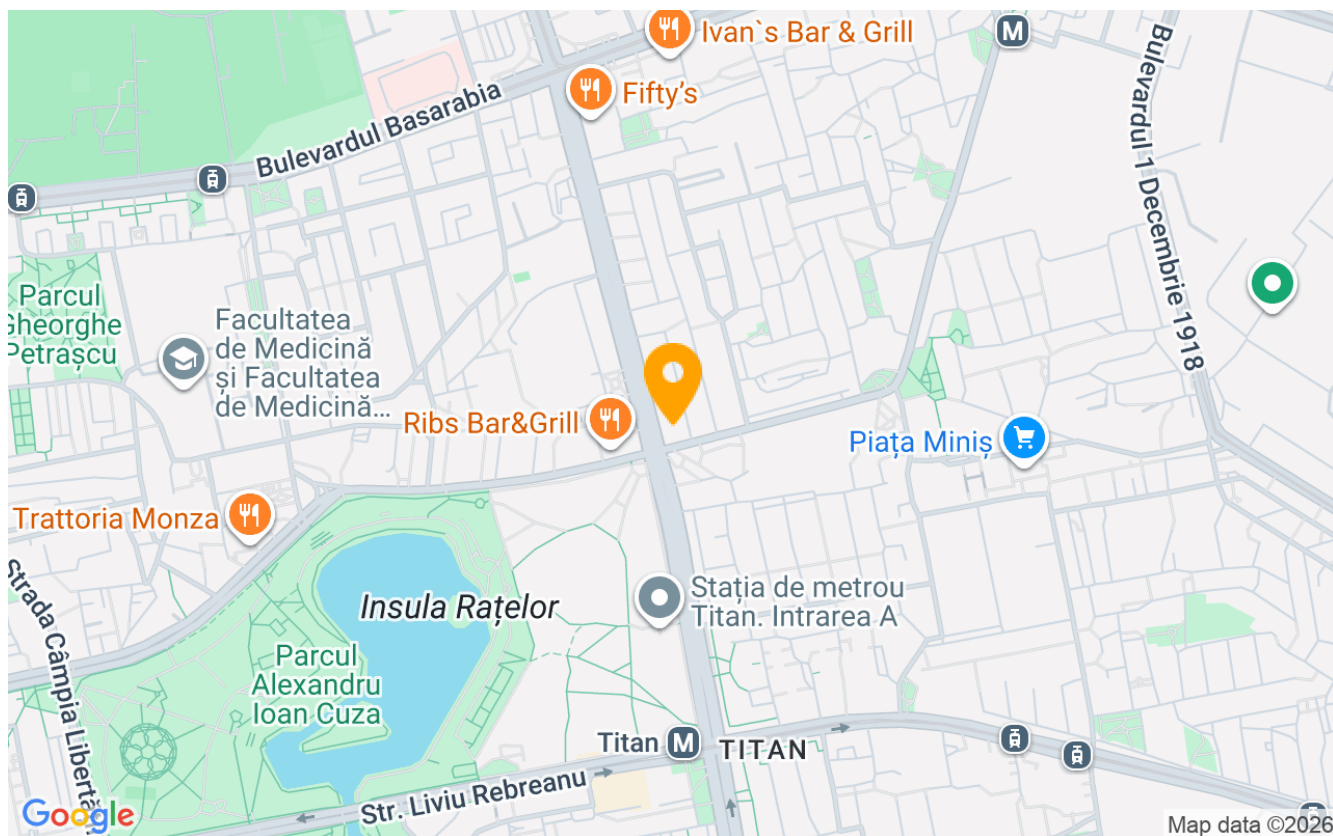 Ivan`s Bar & Grill
M
Fifty’s
Bulevardul Basarabia
Bulevardul 1 Decembrie 1918
Parcul
Gheorghe
Petrașcu
Facultatea
de Medicină
și Facultatea
de Medicină...
Ribs Bar&Grill
Piața Miniș
Trattoria Monza
Strada Câmpia Libertă
Insula Rațelor
Stația de metrou
Titan. Intrarea A
Parcul
Alexandru
Ioan Cuza
Titan M
TITAN
Str. Liviu Rebreanu
Google
Map data ©2026